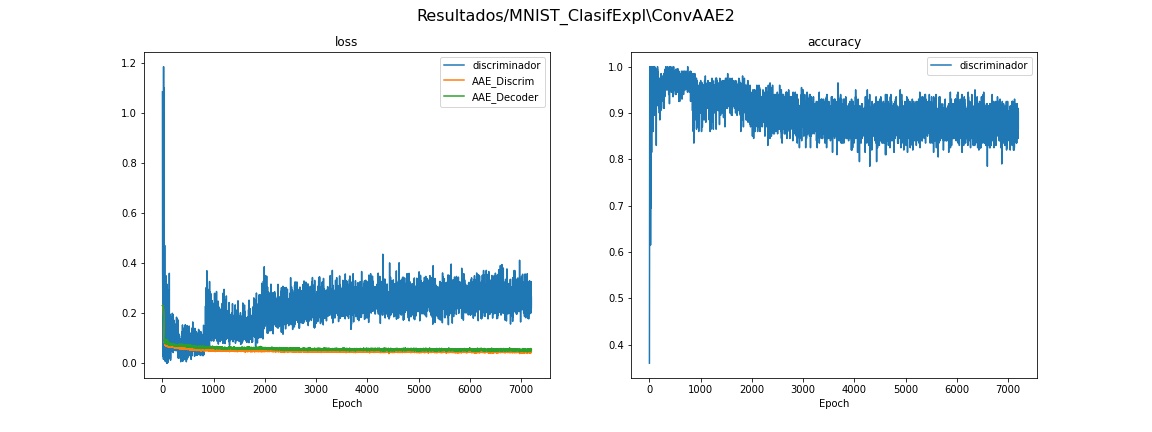 Resultados/MNIST_ClasifExpl\ConvAAE2
loss
discriminador
AAE_Discrim
AAE_Decoder
1.2
1.0
0.8
0.6
0.4
0.2
0.0
0 1000 2000 3000 4000 5000 6000 7000
Epoch
accuracy
discriminador
1.0
0.9
0.8
0.7
0.6
0.5
0.4
0 1000 2000 3000 4000 5000 6000 7000
Epoch